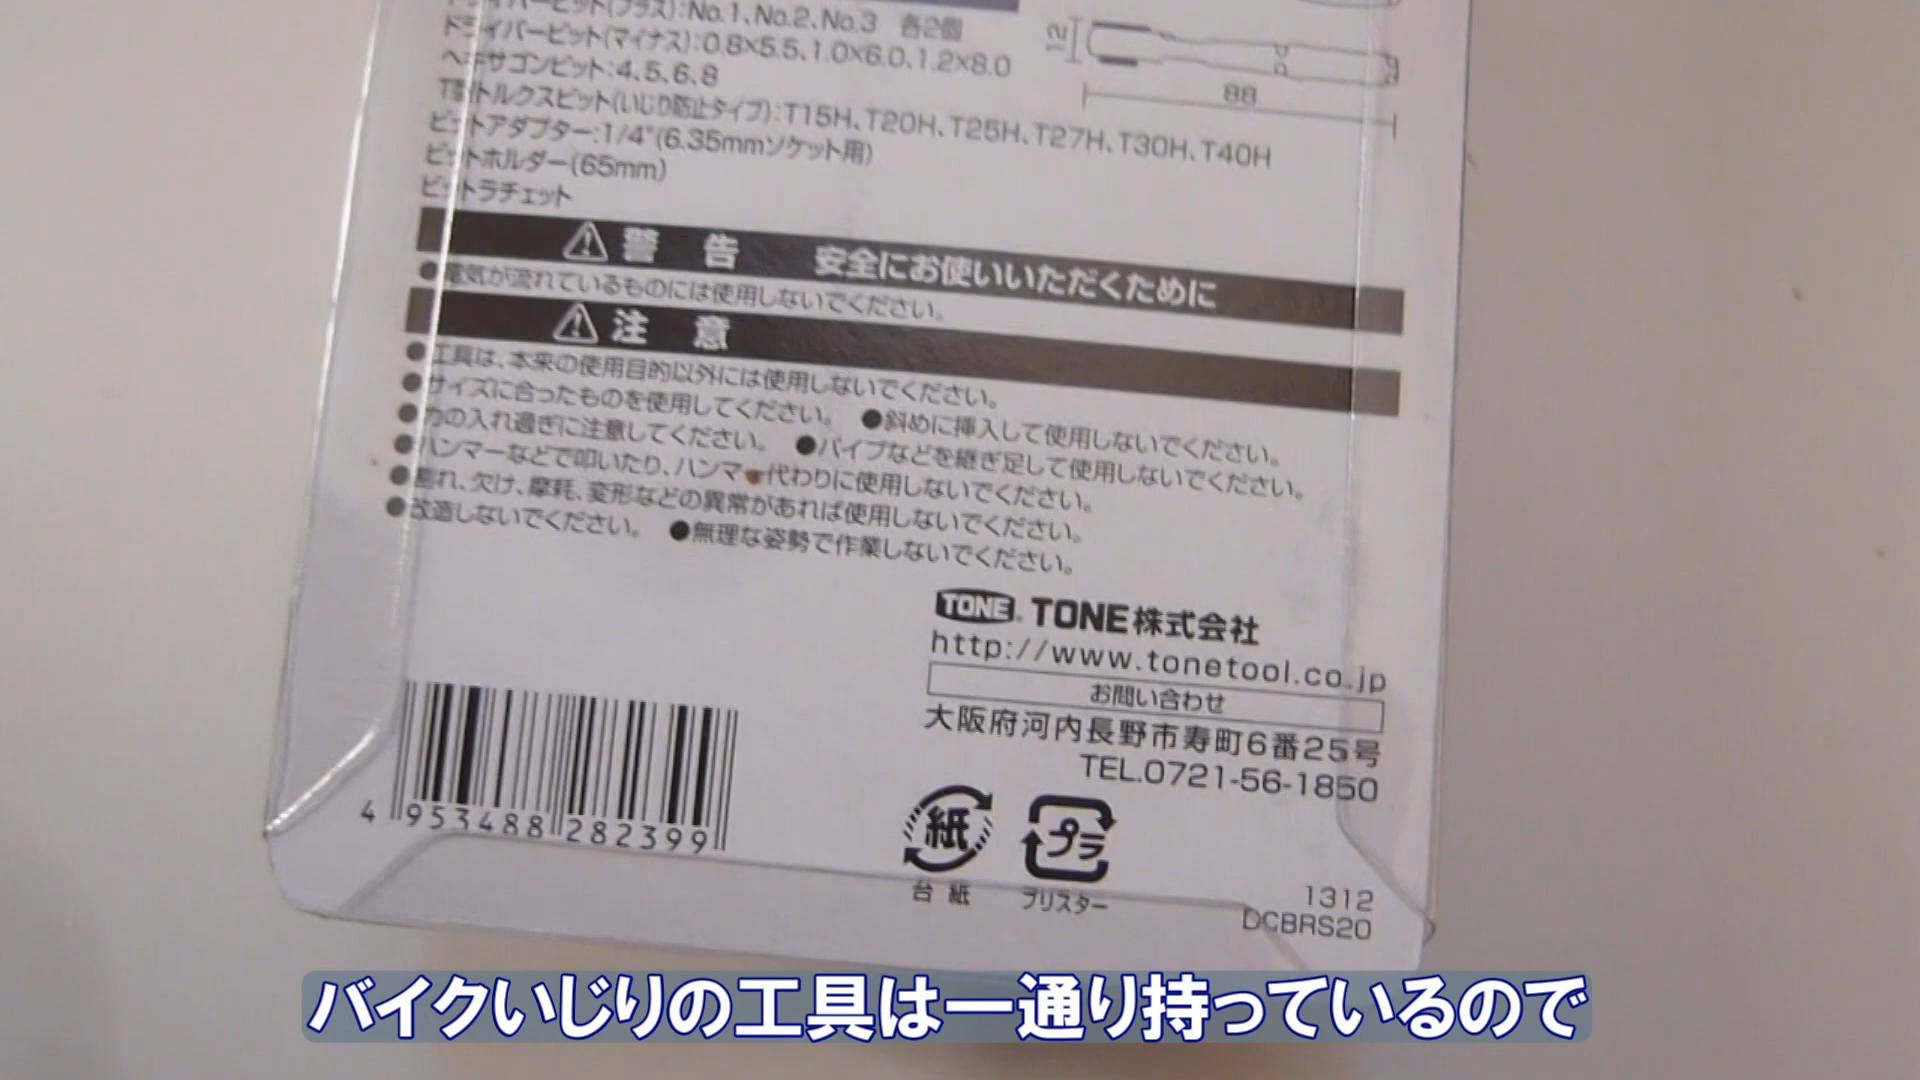 ドライバービット(プラス):No.1、No.2、No.3 各2個
ドライバービット(マイナス):0.8×5.5、1.0×6.0、1.2×8.0
ヘキサゴンビット:4、5、6、8
T型トルクスビット(いじり防止タイプ):T15H、T20H、T25H、T27H、T30H、T40H
ビットアダプター:1/4"(6.35mmソケット用)
ビットホルダー(65mm)
ビットラチェット
12
88
警 告 安全にお使いいただくために
●電気が流れているものには使用しないでください。
注 意
●工具は、本来の使用目的以外には使用しないでください。
●サイズに合ったものを使用してください。 ●斜めに挿入して使用しないでください。
●力の入れ過ぎに注意してください。 ●パイプなどを継ぎ足して使用しないでください。
●ハンマーなどで叩いたり、ハンマー代わりに使用しないでください。
●割れ、欠け、摩耗、変形などの異常があれば使用しないでください。
●改造しないでください。 ●無理な姿勢で作業しないでください。
TONE® TONE株式会社
http://www.tonetool.co.jp
お問い合わせ
大阪府河内長野市寿町6番25号
TEL.0721-56-1850
4 953488 282399
紙
台 紙
プラ
ブリスター
1312
DCBRS20
バイクいじりの工具は一通り持っているので